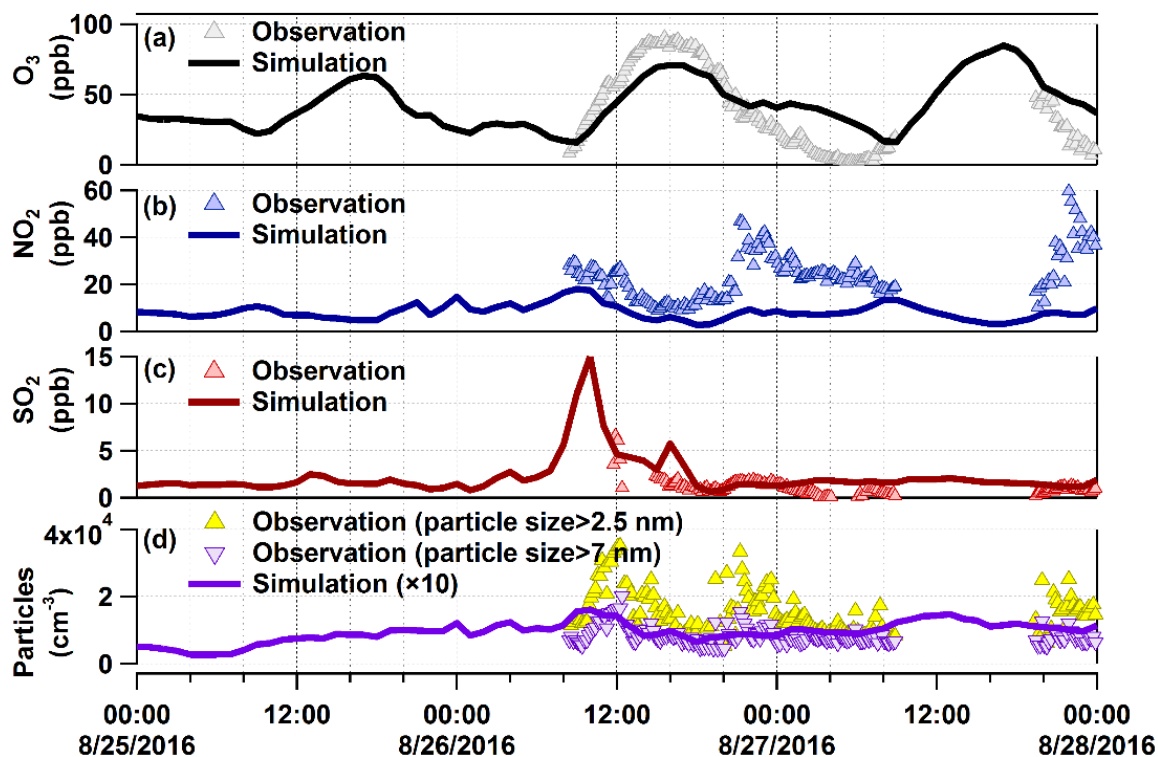 O3
(ppb)
100
50
0
(a)
Observation
Simulation
NO2
(ppb)
60
40
20
0
(b)
Observation
Simulation
SO2
(ppb)
15
10
5
0
(c)
Observation
Simulation
Particles
(cm-3)
4x10^4
2
0
(d)
Observation (particle size>2.5 nm)
Observation (particle size>7 nm)
Simulation (×10)
00:00 12:00 00:00 12:00 00:00 12:00 00:00
8/25/2016 8/26/2016 8/27/2016 8/28/2016